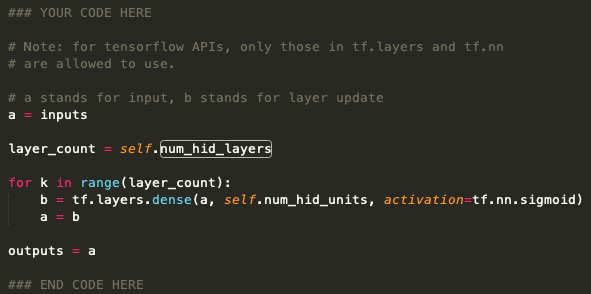 ### YOUR CODE HERE
# Note: for tensorflow APIs, only those in tf.layers and tf.nn
# are allowed to use.
# a stands for input, b stands for layer update
a = inputs
layer_count = self.num_hid_layers
for k in range(layer_count):
    b = tf.layers.dense(a, self.num_hid_units, activation=tf.nn.sigmoid)
    a = b
outputs = a
### END CODE HERE